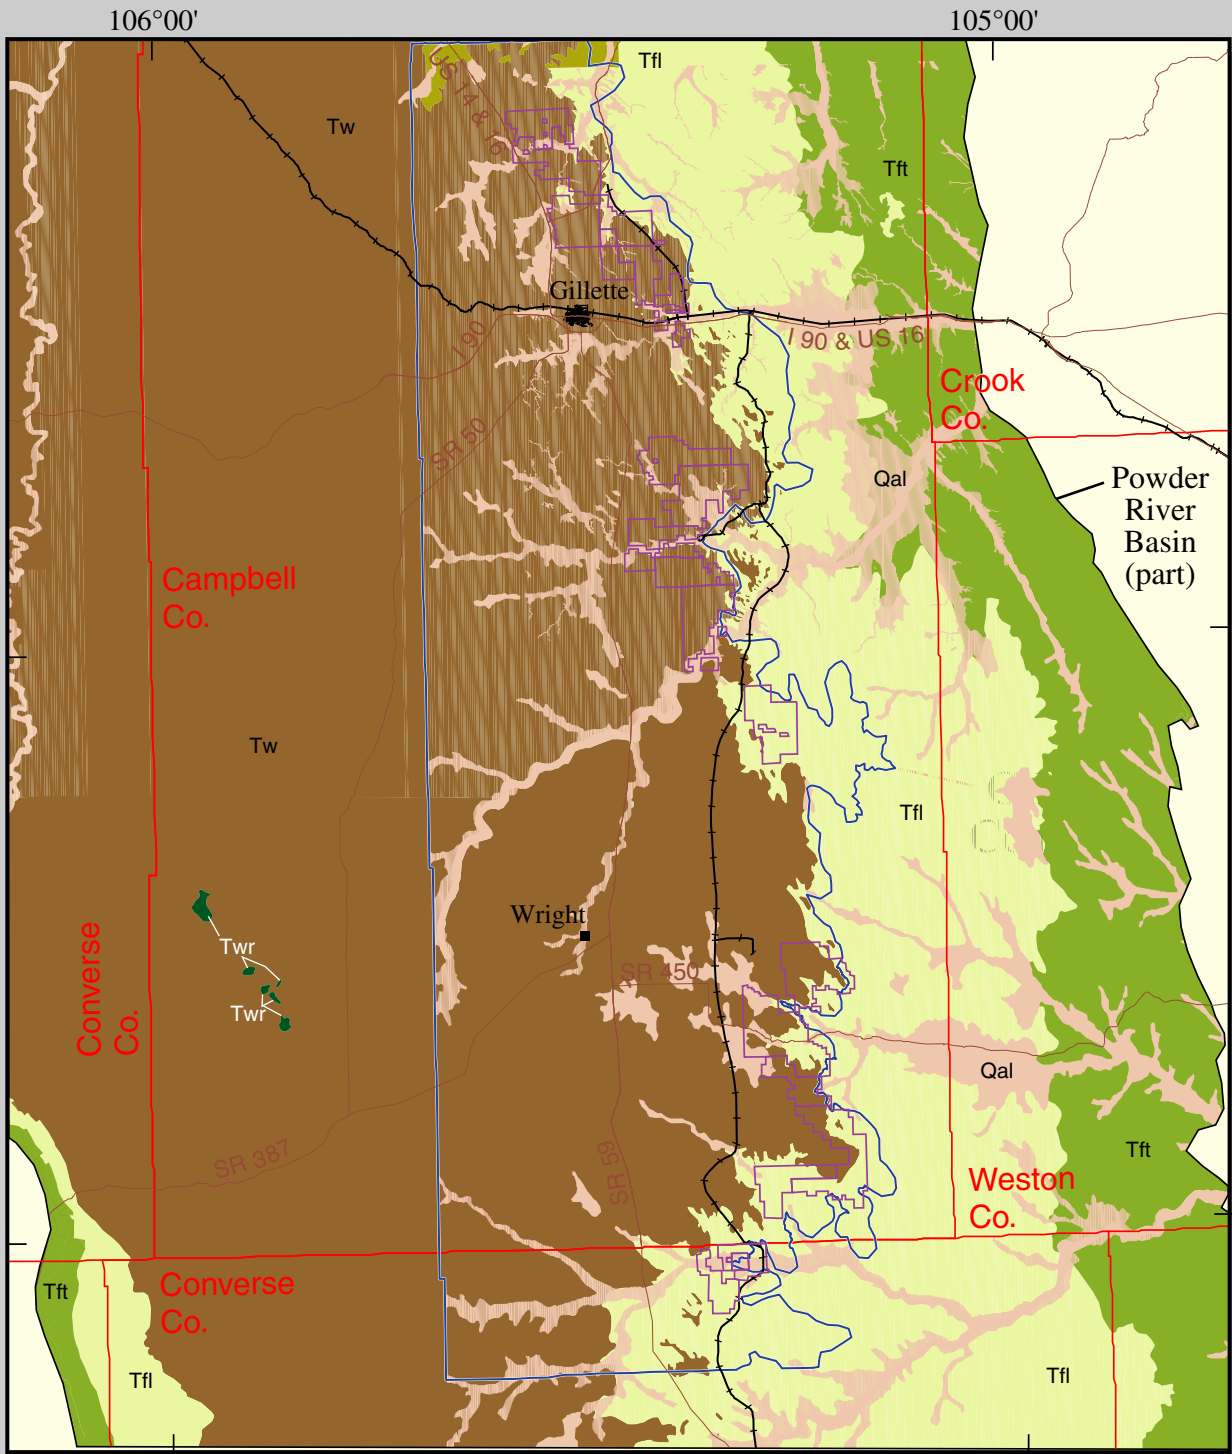 106°00'
105°00'
Tfl
US 14 & 16
Tw
Tft
Gillette
I 90
I 90 & US 16
Crook
Co.
SR 50
Qal
Powder
River
Basin
(part)
Campbell
Co.
Tw
Tfl
Wright
Twr
SR 450
Converse
Co.
Twr
Qal
Tft
SR 387
SR 59
Weston
Co.
Tft
Converse
Co.
Tfl
Tfl